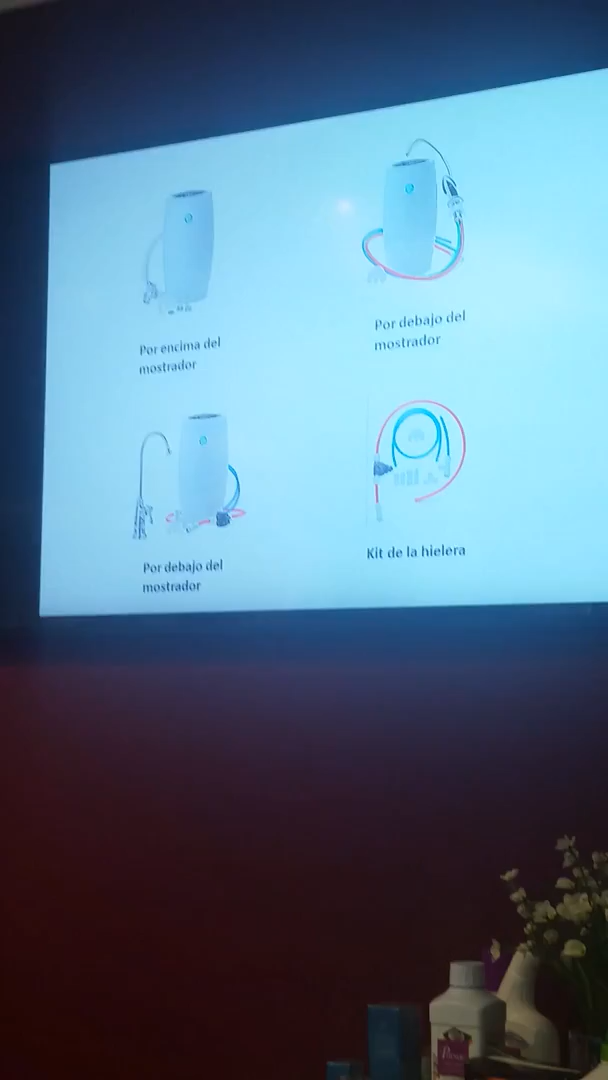 Por encima del
mostrador
Por debajo del
mostrador
Por debajo del
mostrador
Kit de la hielera